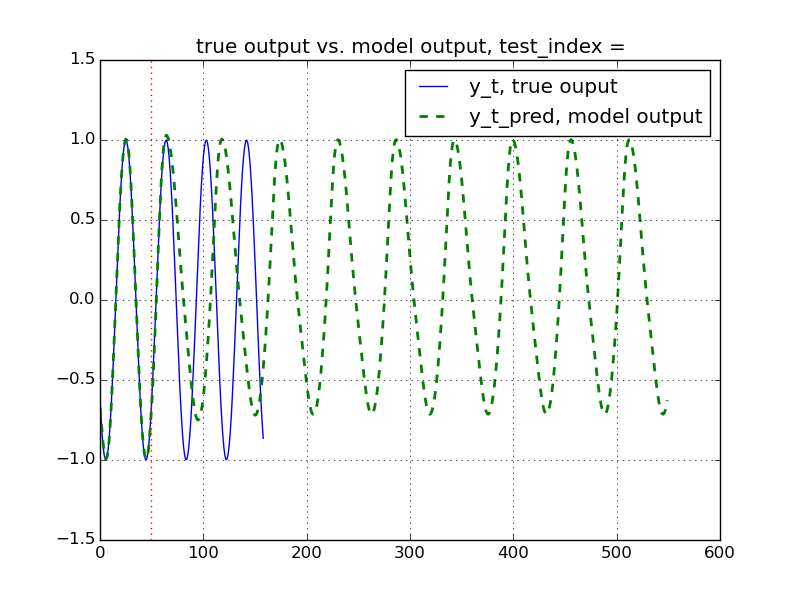 true output vs. model output, test_index =
y_t, true ouput
y_t_pred, model output
1.5
1.0
0.5
0.0
−0.5
−1.0
−1.5
0 100 200 300 400 500 600